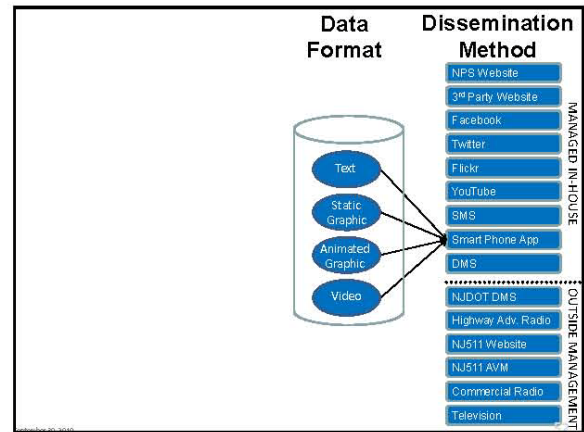 Data
Format
Dissemination
Method
Text
Static
Graphic
Animated
Graphic
Video
NPS Website
3rd Party Website
Facebook
Twitter
Flickr
YouTube
SMS
Smart Phone App
DMS
MANAGED IN-HOUSE
NJDOT DMS
Highway Adv. Radio
NJ511 Website
NJ511 AVM
Commercial Radio
Television
OUTSIDE MANAGEMENT